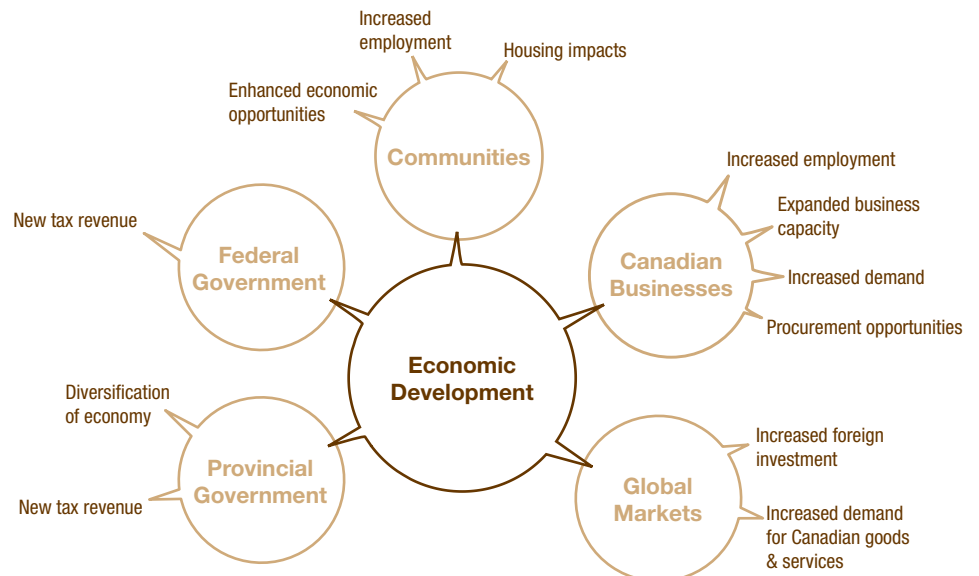 Increased
employment
Housing impacts
Enhanced economic
opportunities
Communities
Increased employment
Expanded business
capacity
New tax revenue
Federal
Government
Canadian
Businesses
Increased demand
Procurement opportunities
Economic
Development
Diversification
of economy
Provincial
Government
New tax revenue
Increased foreign
investment
Global
Markets
Increased demand
for Canadian goods
& services